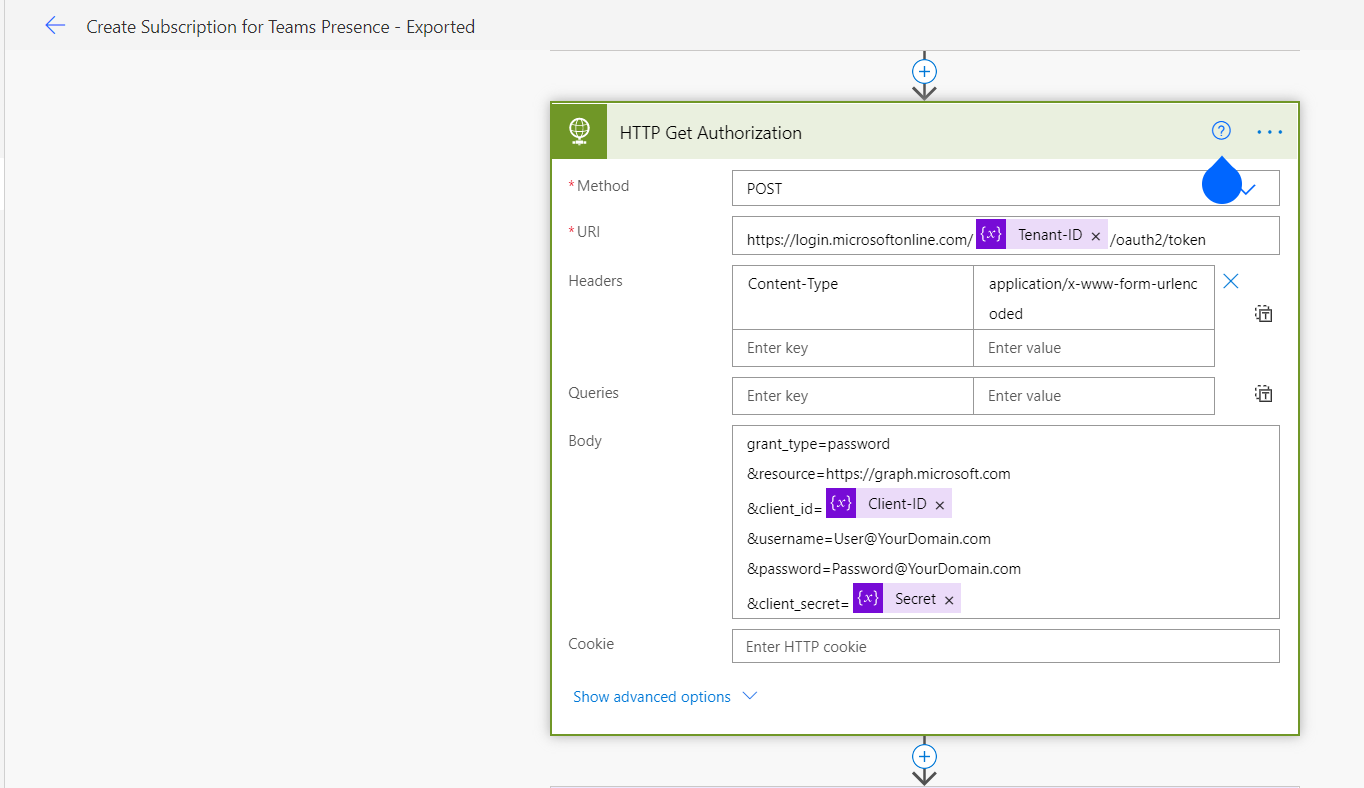 Create Subscription for Teams Presence - Exported
HTTP Get Authorization
?
...
*Method
POST
*URI
https://login.microsoftonline.com/ {x} Tenant-ID × /oauth2/token
Headers
Content-Type
application/x-www-form-urlenc
oded
Enter key
Enter value
Queries
Enter key
Enter value
Body
grant_type=password
&resource=https://graph.microsoft.com
&client_id= {x} Client-ID ×
&username=User@YourDomain.com
&password=Password@YourDomain.com
&client_secret= {x} Secret ×
Cookie
Enter HTTP cookie
Show advanced options